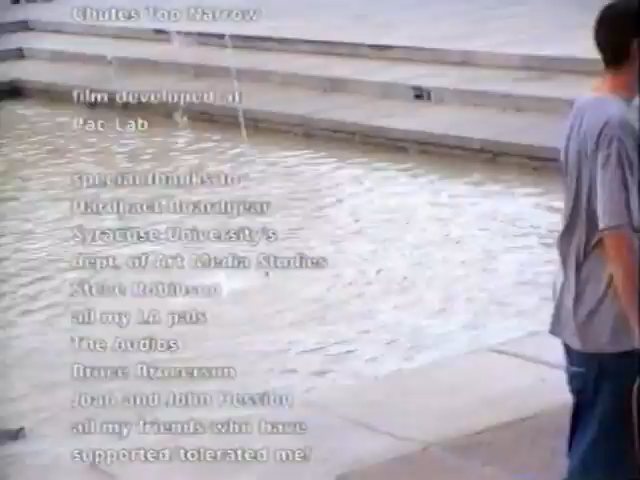 Chutes Too Narrow
film developed at
Pac Lab
special thanks to
Syracuse University's
dept. of Art Media Studies
Steve Robinson
all my LA pals
The Audios
Bruce
Joan and John
all my friends who have
supported, tolerated me!